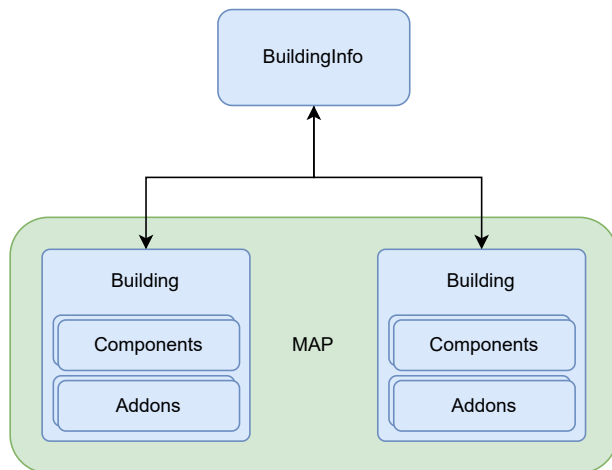 BuildingInfo
Building
Building
Components
MAP
Components
Addons
Addons